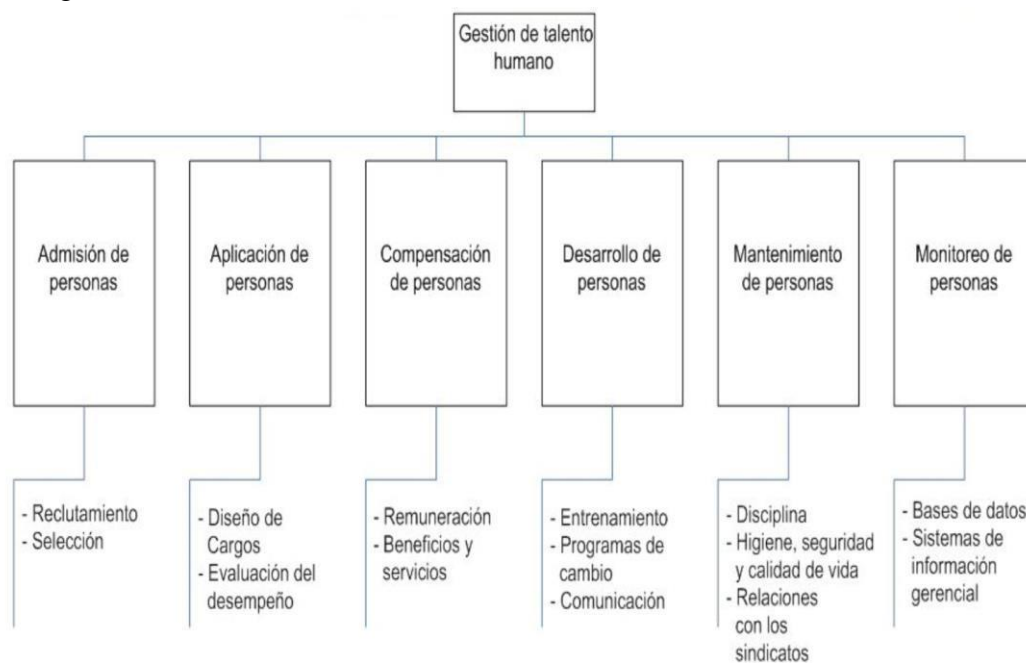 Gestión de talento
humano
Admisión de
personas
Aplicación de
personas
Compensación
de personas
Desarrollo de
personas
Mantenimiento
de personas
Monitoreo de
personas
- Reclutamiento
- Selección
- Diseño de
Cargos
- Evaluación del
desempeño
- Remuneración
- Beneficios y
servicios
- Entrenamiento
- Programas de
cambio
- Comunicación
- Disciplina
- Higiene, seguridad
y calidad de vida
- Relaciones
con los
sindicatos
- Bases de datos
- Sistemas de
información
gerencial